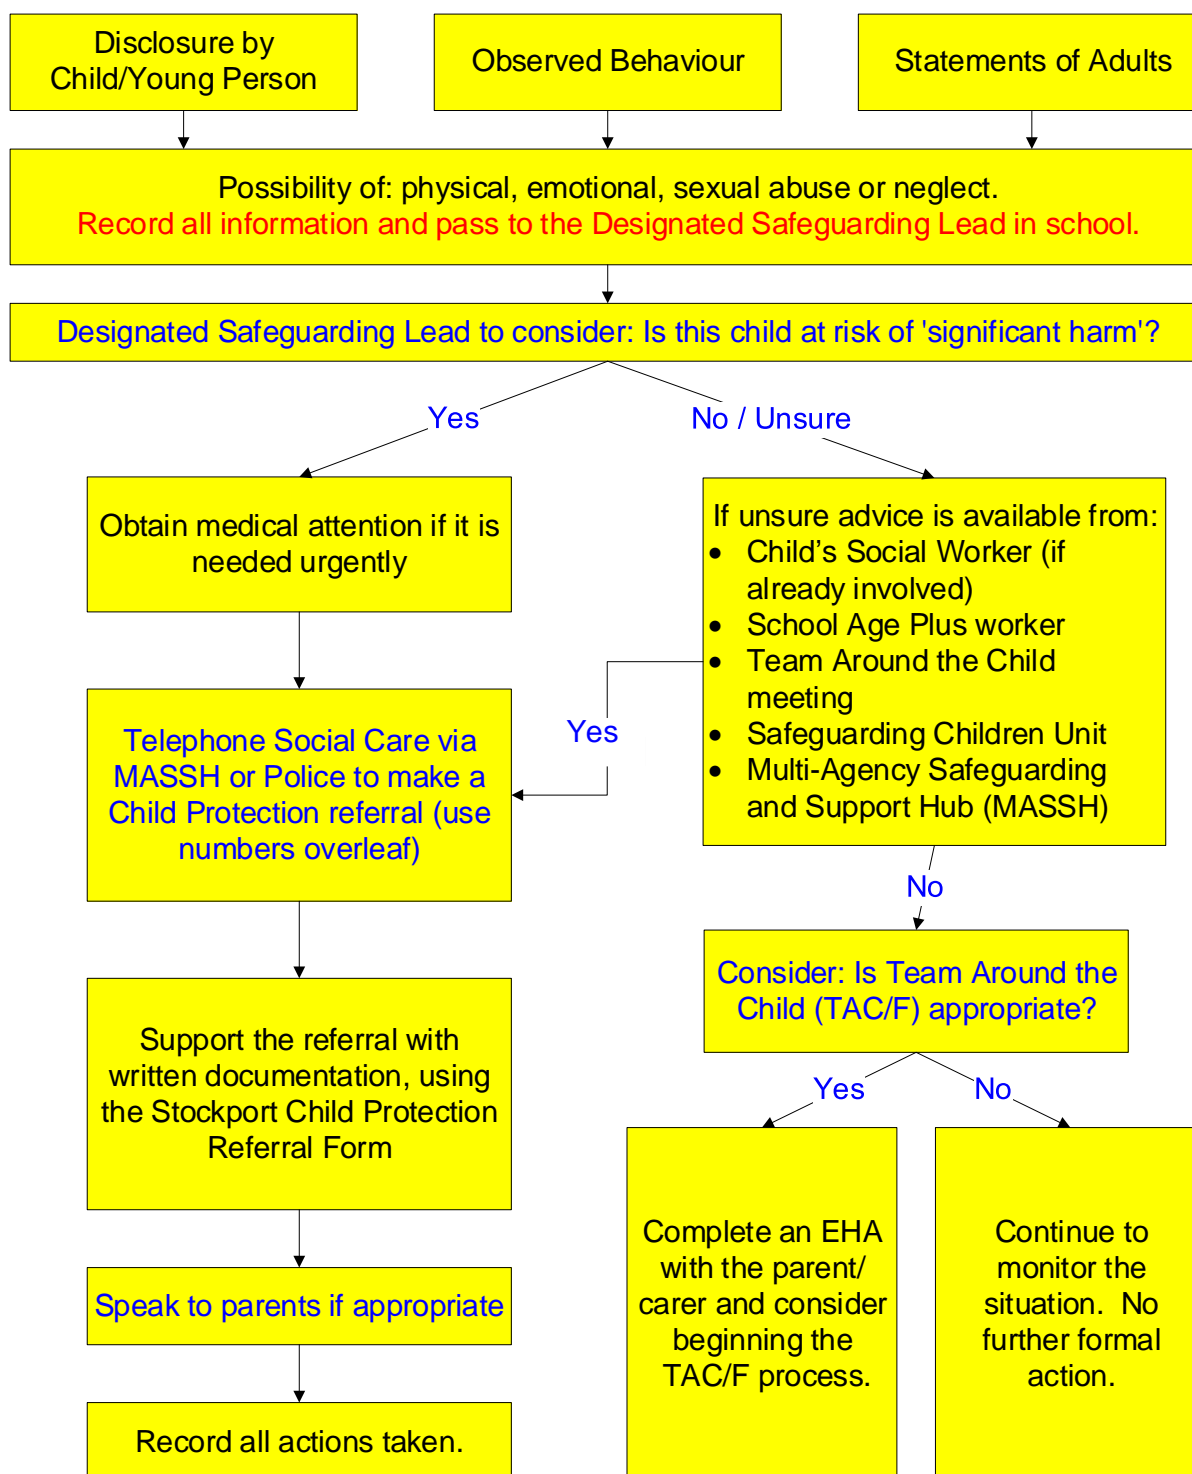 Disclosure by
Child/Young Person
Observed Behaviour
Statements of Adults
Possibility of: physical, emotional, sexual abuse or neglect.
Record all information and pass to the Designated Safeguarding Lead in school.
Designated Safeguarding Lead to consider: Is this child at risk of 'significant harm'?
Yes
No / Unsure
Obtain medical attention if it is
needed urgently
If unsure advice is available from:
• Child’s Social Worker (if
already involved)
• School Age Plus worker
• Team Around the Child
meeting
• Safeguarding Children Unit
• Multi-Agency Safeguarding
and Support Hub (MASSH)
Yes
Telephone Social Care via
MASSH or Police to make a
Child Protection referral (use
numbers overleaf)
No
Consider: Is Team Around the
Child (TAC/F) appropriate?
Support the referral with
written documentation, using
the Stockport Child Protection
Referral Form
Yes
No
Complete an EHA
with the parent/
carer and consider
beginning the
TAC/F process.
Continue to
monitor the
situation. No
further formal
action.
Speak to parents if appropriate
Record all actions taken.